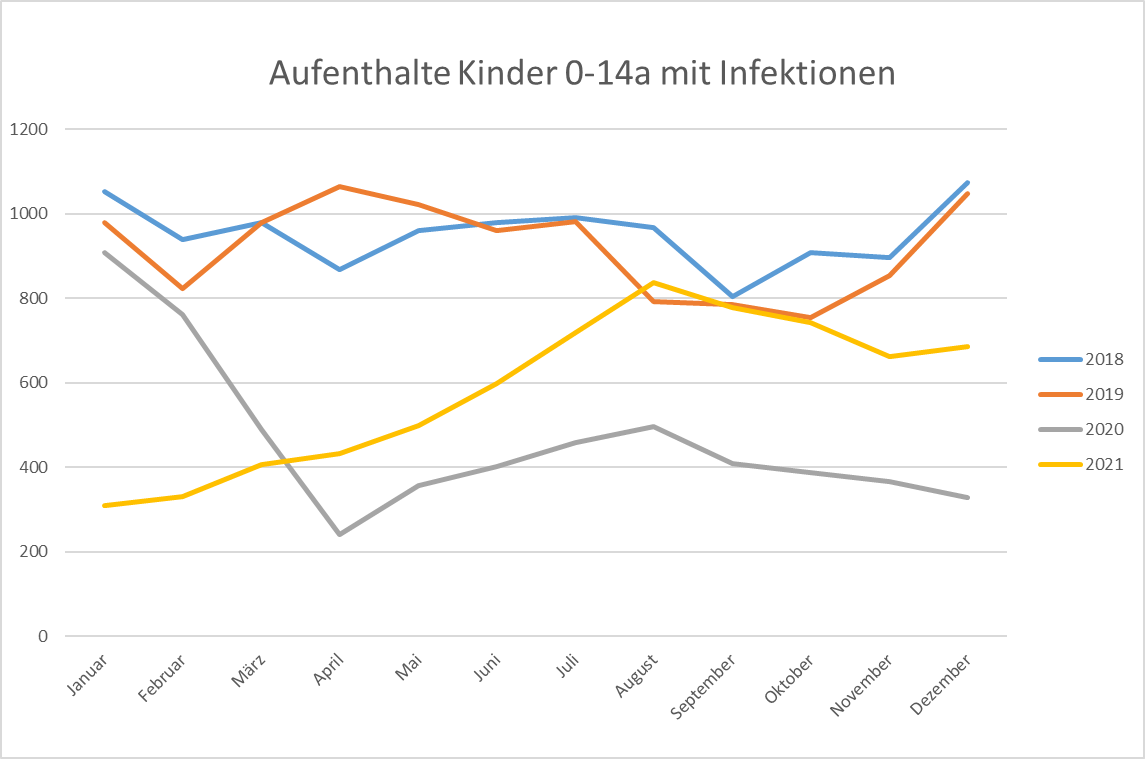 Aufenthalte Kinder 0-14a mit Infektionen
1200
1000
800
600
400
200
0
Januar
Februar
März
April
Mai
Juni
Juli
August
September
Oktober
November
Dezember
2018
2019
2020
2021